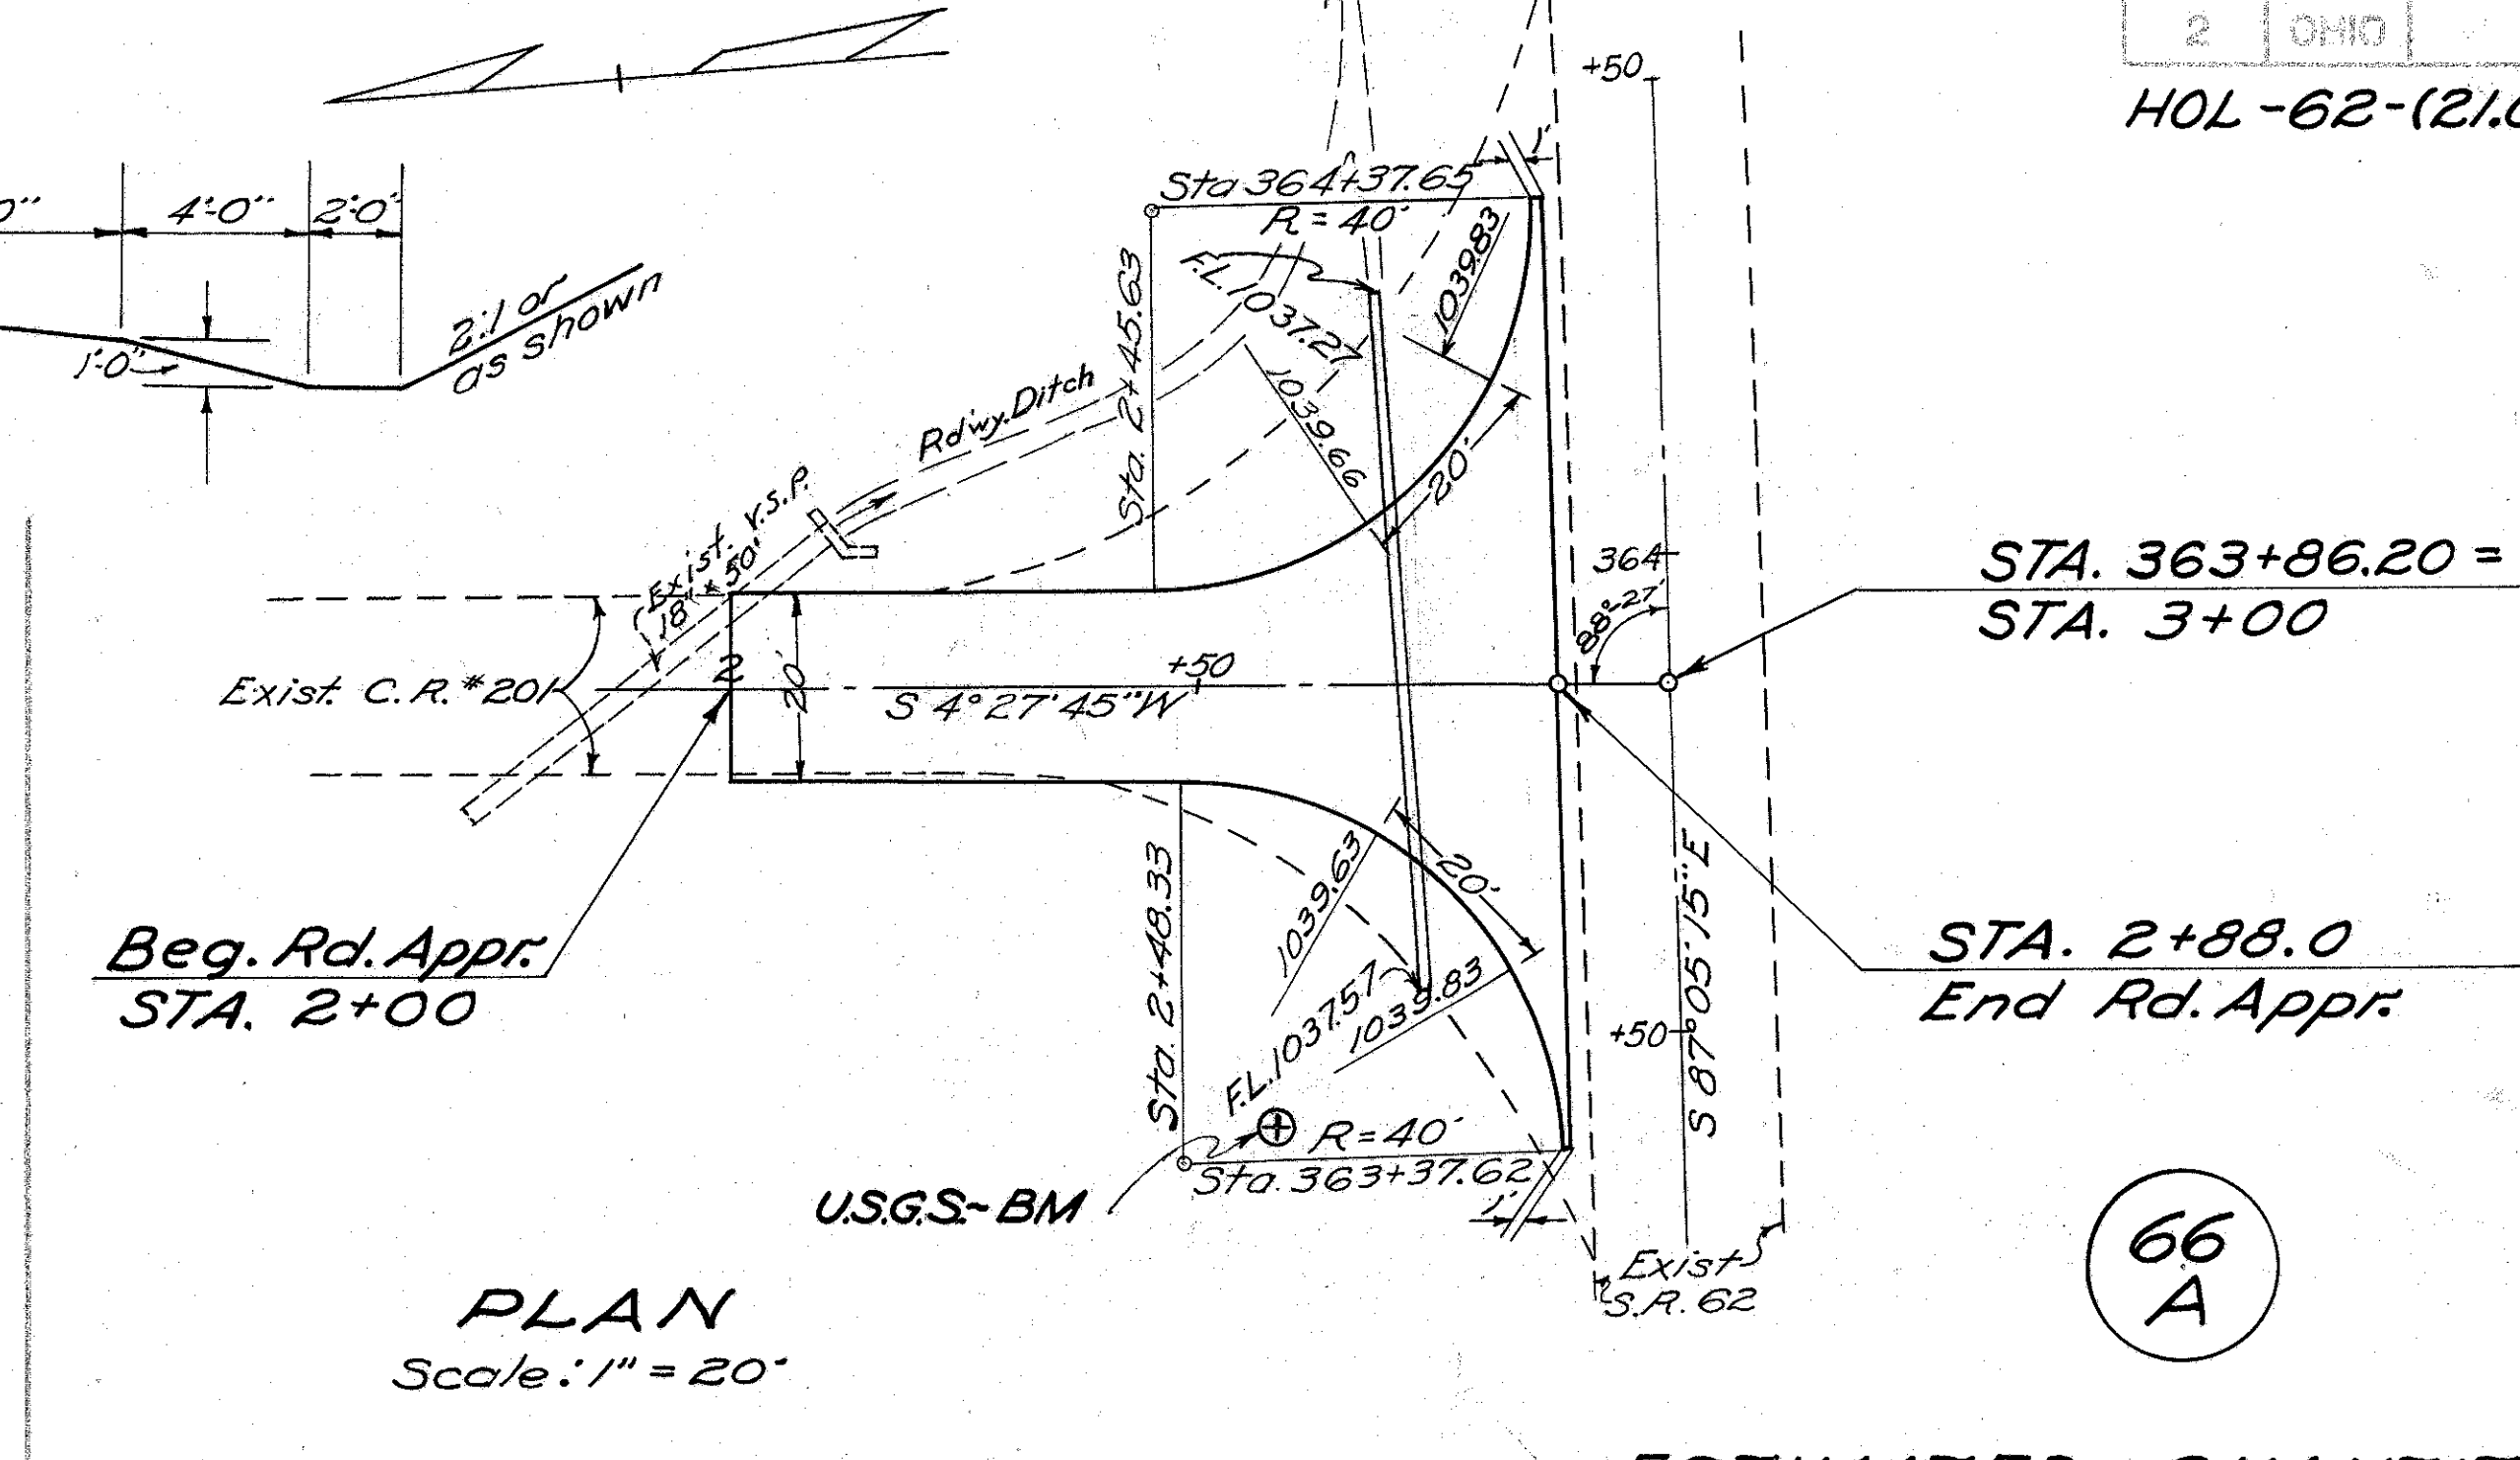 +50
HOL-62-(21.0
4'-0" 2'-0"
1'-0"
2:1 or
as shown
Sta 364+37.65
R = 40'
1'
F.L. 1037.27
1039.83
1039.66
20'
Sta. 2+45.63
Rdwy. Ditch
Exist.
18" x 50' v.s.p.
Exist. C.R. #201
2
20'
+50
S 4°27'45"W
364
88°-27'
STA. 363+86.20 =
STA. 3+00
Beg. Rd. Appr.
STA. 2+00
STA. 2+88.0
End Rd. Appr.
Sta. 2+48.33
1039.63
20'
F.L. 1037.57
1039.83
+50
S 87°05'15"E
R = 40'
Sta. 363+37.62
1'
U.S.G.S.~BM
Exist
S.R. 62
66
A
PLAN
Scale: 1" = 20'